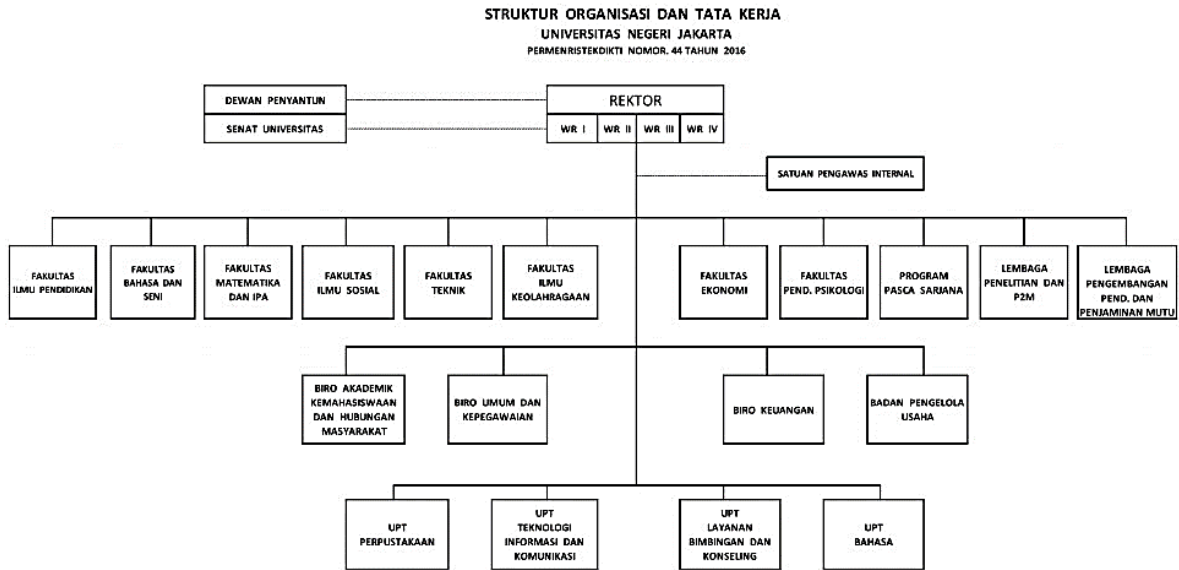 STRUKTUR ORGANISASI DAN TATA KERJA
UNIVERSITAS NEGERI JAKARTA
PERMENRISTEKDIKTI NOMOR. 44 TAHUN 2016
DEWAN PENYANTUN
REKTOR
SENAT UNIVERSITAS
WR I
WR II
WR III
WR IV
SATUAN PENGAWAS INTERNAL
FAKULTAS
ILMU PENDIDIKAN
FAKULTAS
BAHASA DAN
SENI
FAKULTAS
MATEMATIKA
DAN IPA
FAKULTAS
ILMU SOSIAL
FAKULTAS
TEKNIK
FAKULTAS
ILMU
KEOLAHRAGAAN
FAKULTAS
EKONOMI
FAKULTAS
PEND. PSIKOLOGI
PROGRAM
PASCA SARJANA
LEMBAGA
PENELITIAN DAN
P2M
LEMBAGA
PENGEMBANGAN
PEND. DAN
PENJAMINAN MUTU
BIRO AKADEMIK
KEMAHASISWAAN
DAN HUBUNGAN
MASYARAKAT
BIRO UMUM DAN
KEPEGAWAIAN
BIRO KEUANGAN
BADAN PENGELOLA
USAHA
UPT
PERPUSTAKAAN
UPT
TEKNOLOGI
INFORMASI DAN
KOMUNIKASI
UPT
LAYANAN
BIMBINGAN DAN
KONSELING
UPT
BAHASA